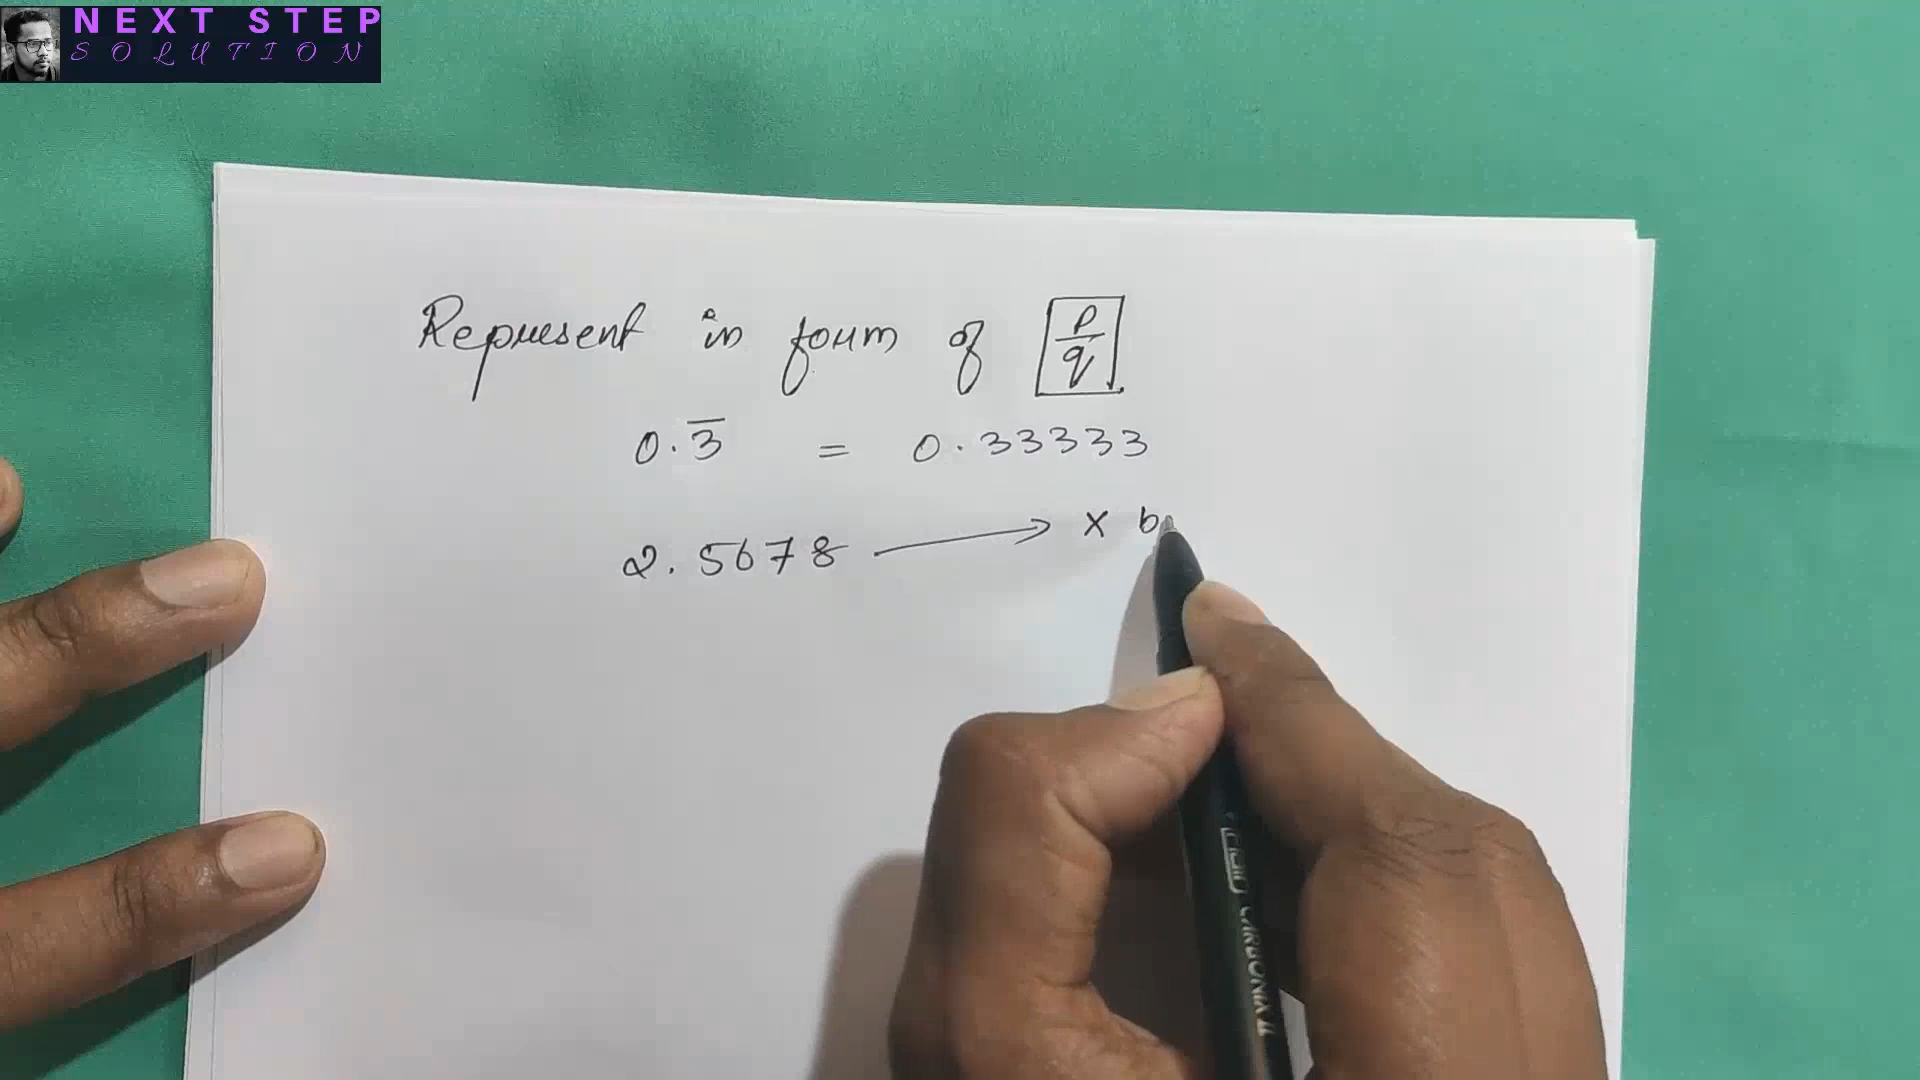 NEXT STEP
SOLUTION
Represent in form of p/q.
0.3̅ = 0.33333
2.5678 → x b